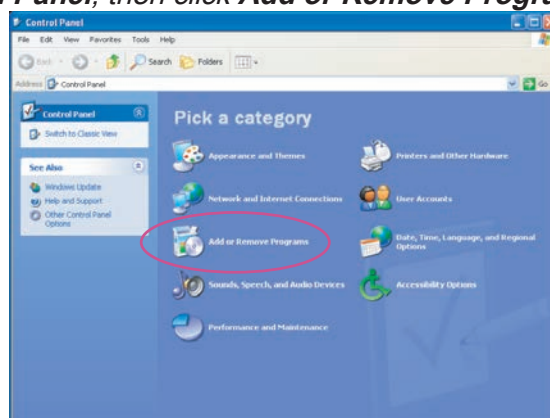 Panel, then click Add or Remove Progra
Control Panel
File Edit View Favorites Tools Help
Back Search Folders
Address Control Panel Go
Control Panel
Switch to Classic View
See Also
Windows Update
Help and Support
Other Control Panel
Options
Pick a category
Appearance and Themes
Printers and Other Hardware
Network and Internet Connections
User Accounts
Add or Remove Programs
Date, Time, Language, and Regional
Options
Sounds, Speech, and Audio Devices
Accessibility Options
Performance and Maintenance